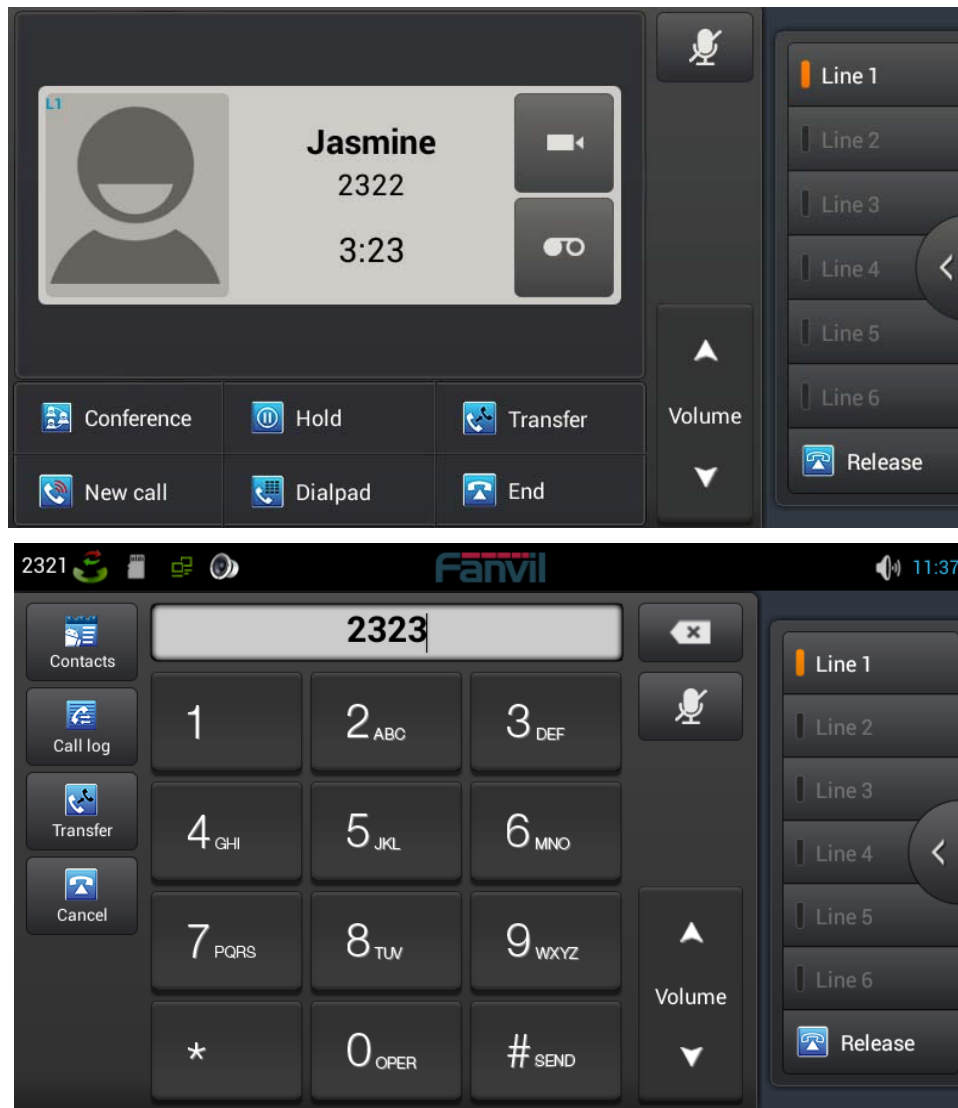 L1
Jasmine
2322
3:23
Conference
Hold
Transfer
New call
Dialpad
End
Volume
Line 1
Line 2
Line 3
Line 4
Line 5
Line 6
Release
2321
Fanvil
11:37
Contacts
Call log
Transfer
Cancel
2323
1
2 ABC
3 DEF
4 GHI
5 JKL
6 MNO
7 PQRS
8 TUV
9 WXYZ
*
0 OPER
# SEND
Volume
Line 1
Line 2
Line 3
Line 4
Line 5
Line 6
Release